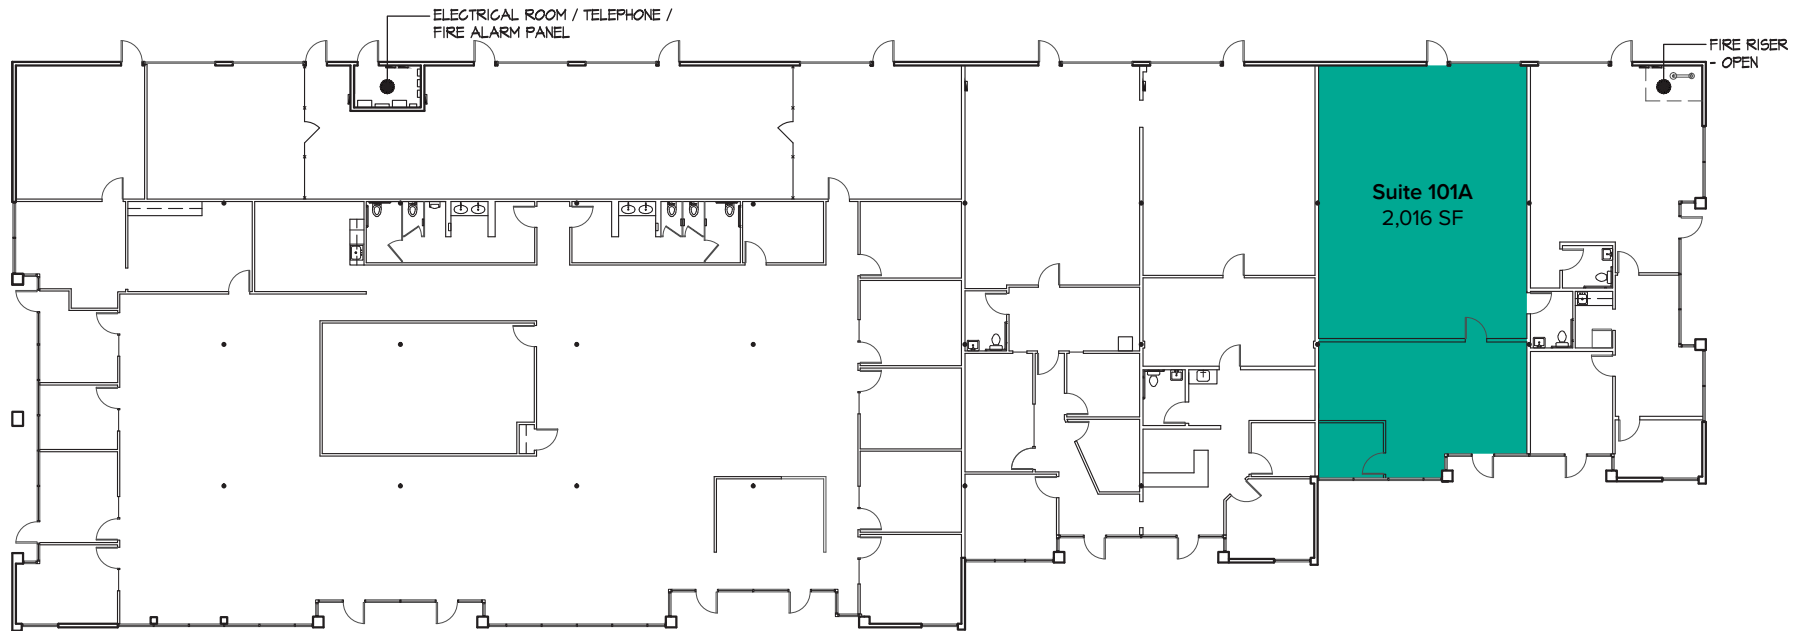 ELECTRICAL ROOM / TELEPHONE /
FIRE ALARM PANEL
FIRE RISER
- OPEN
Suite 101A
2,016 SF